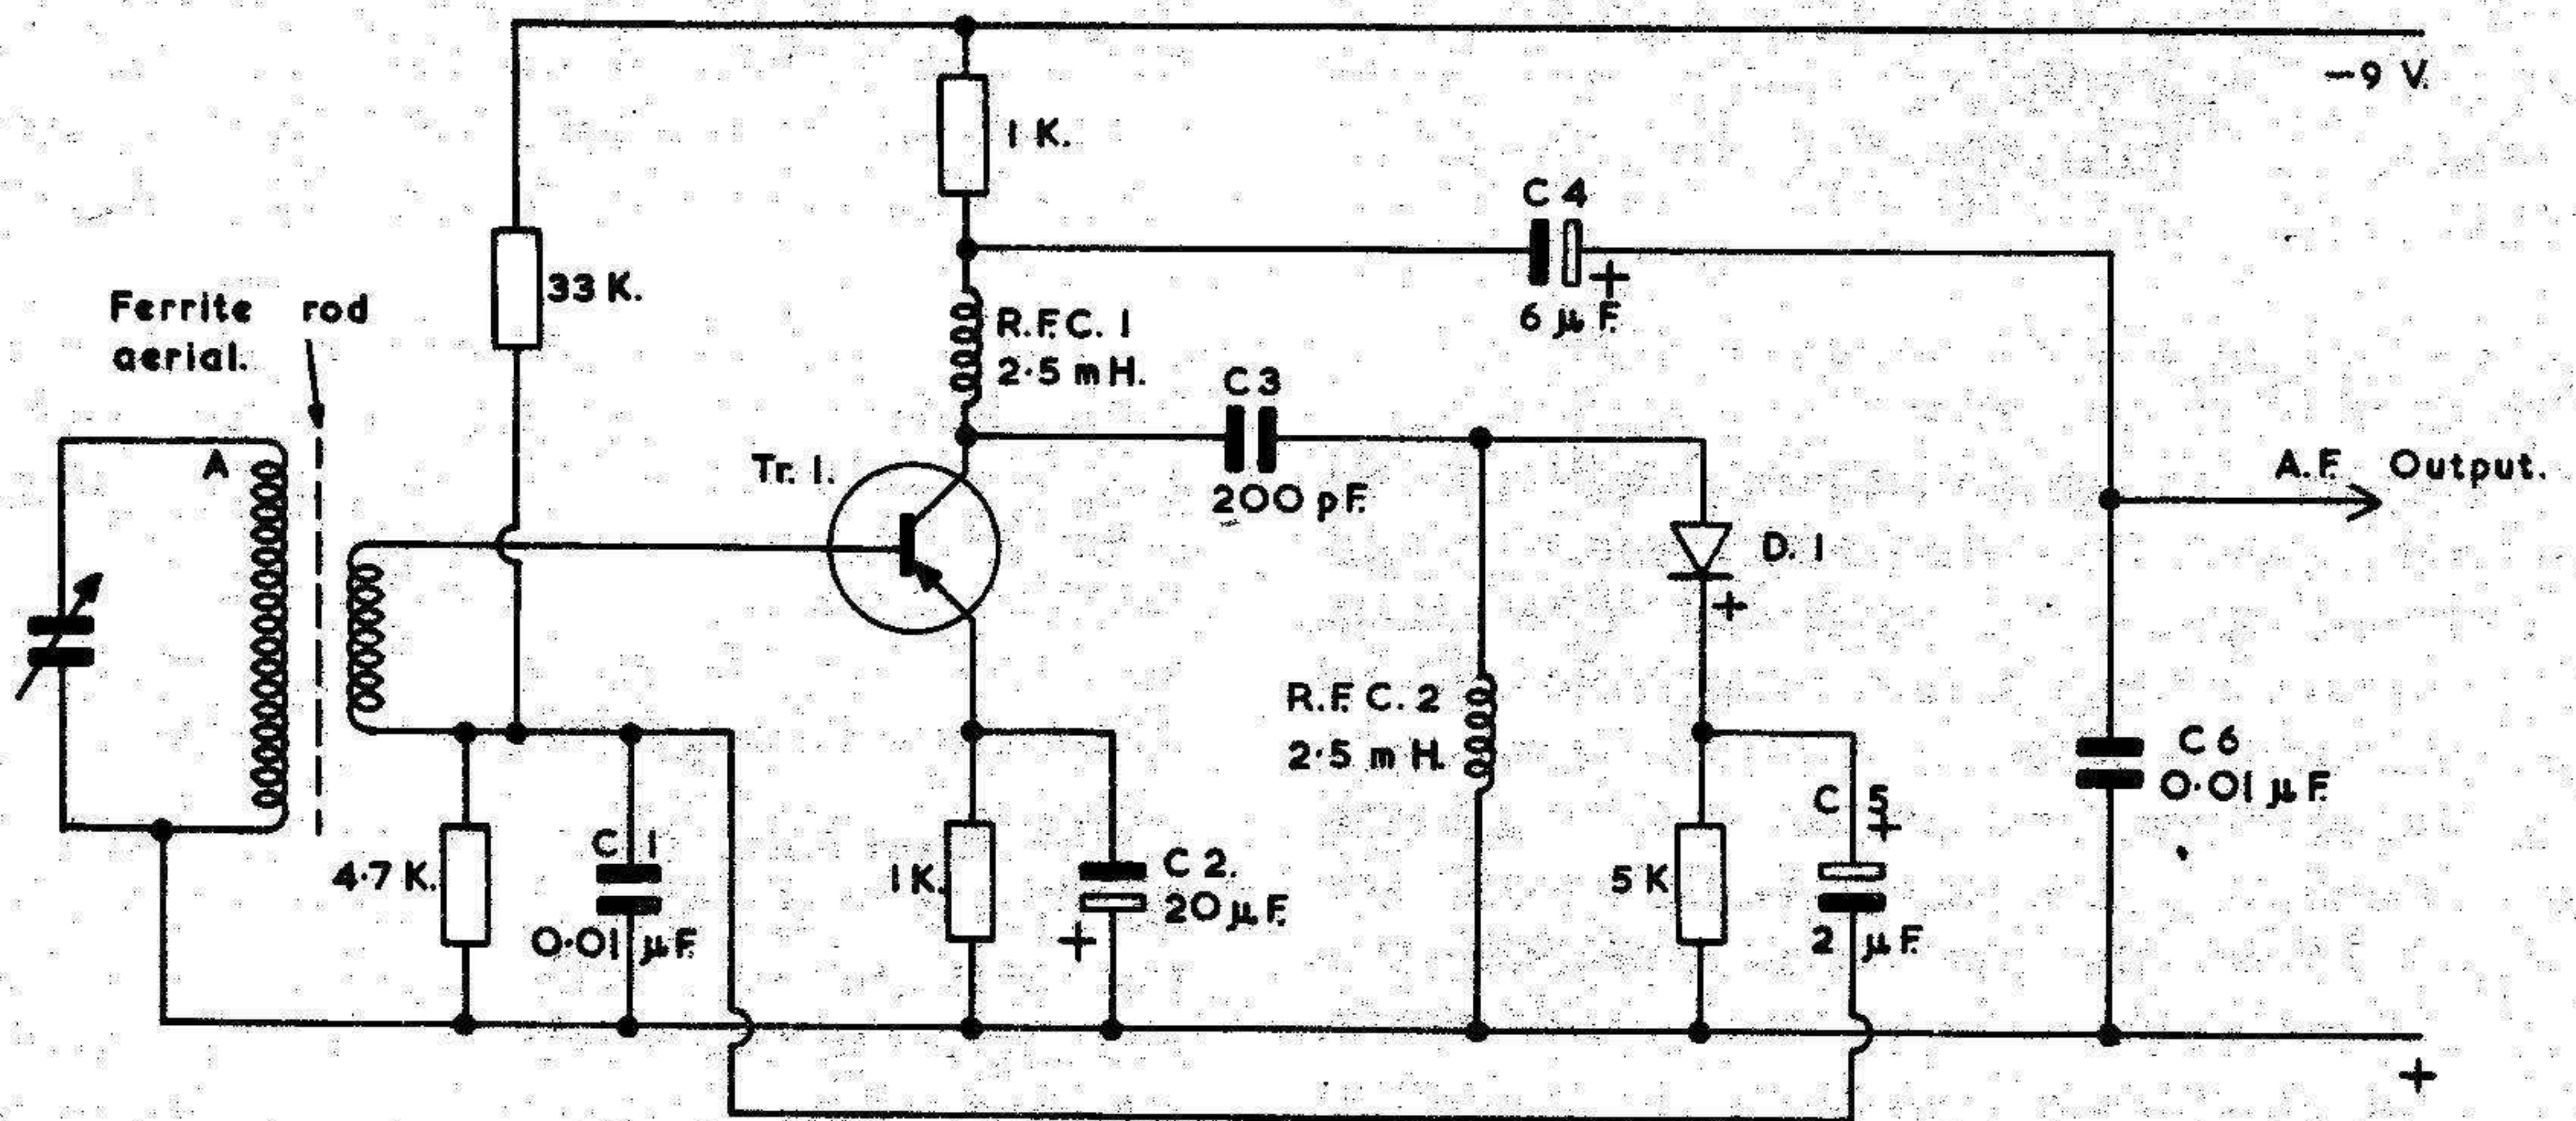 −9 V.
1 K.
C 4
+
6 µ F.
33 K.
Ferrite rod
aerial.
R.F.C. 1
2·5 mH.
C 3
200 pF.
A
Tr. 1.
A.F. Output.
D. 1
+
R.F.C. 2
2·5 m H.
C 6
0·01 µ F.
C 5
+
2 µ F.
5 K
C 1
0·01 µ F.
4·7 K.
1 K.
C 2.
20 µ F.
+
+